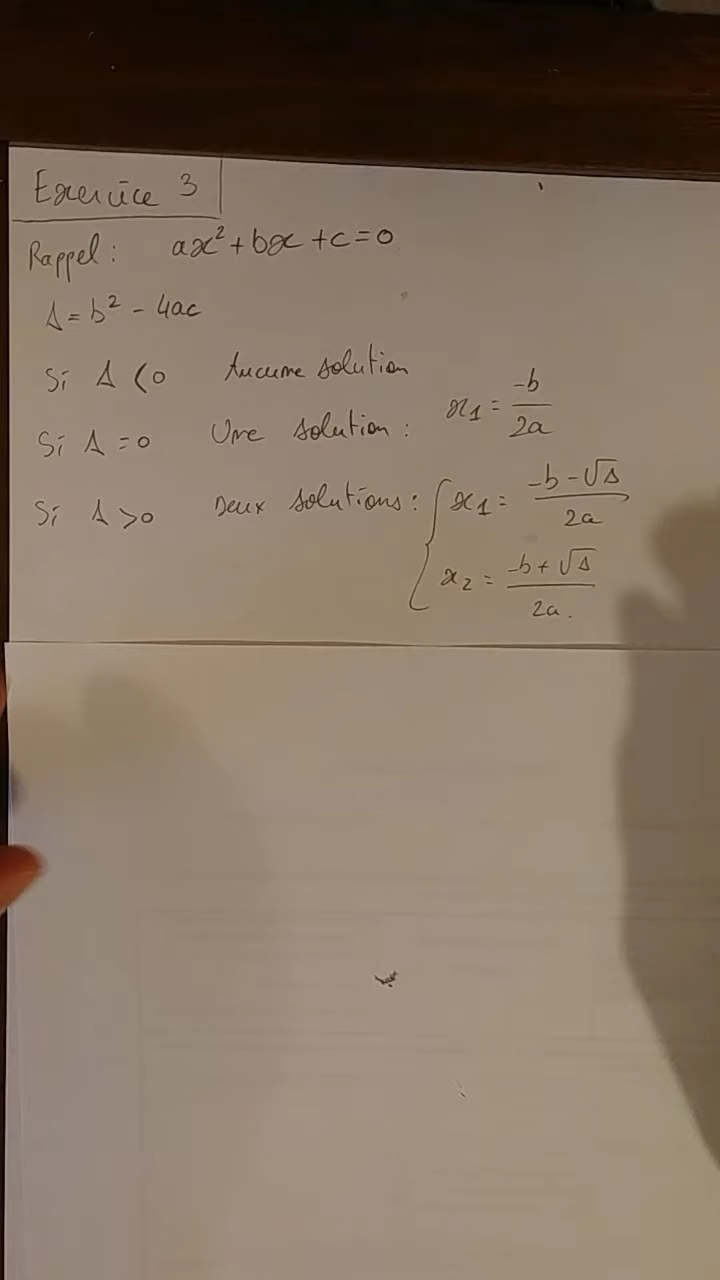 Exercice 3
Rappel : ax² + bx + c = 0
Δ = b² - 4ac
Si Δ < 0 Aucune solution
Si Δ = 0 Une solution : x₁ = -b / 2a
Si Δ > 0 Deux solutions : { x₁ = (-b - √Δ) / 2a
x₂ = (-b + √Δ) / 2a.